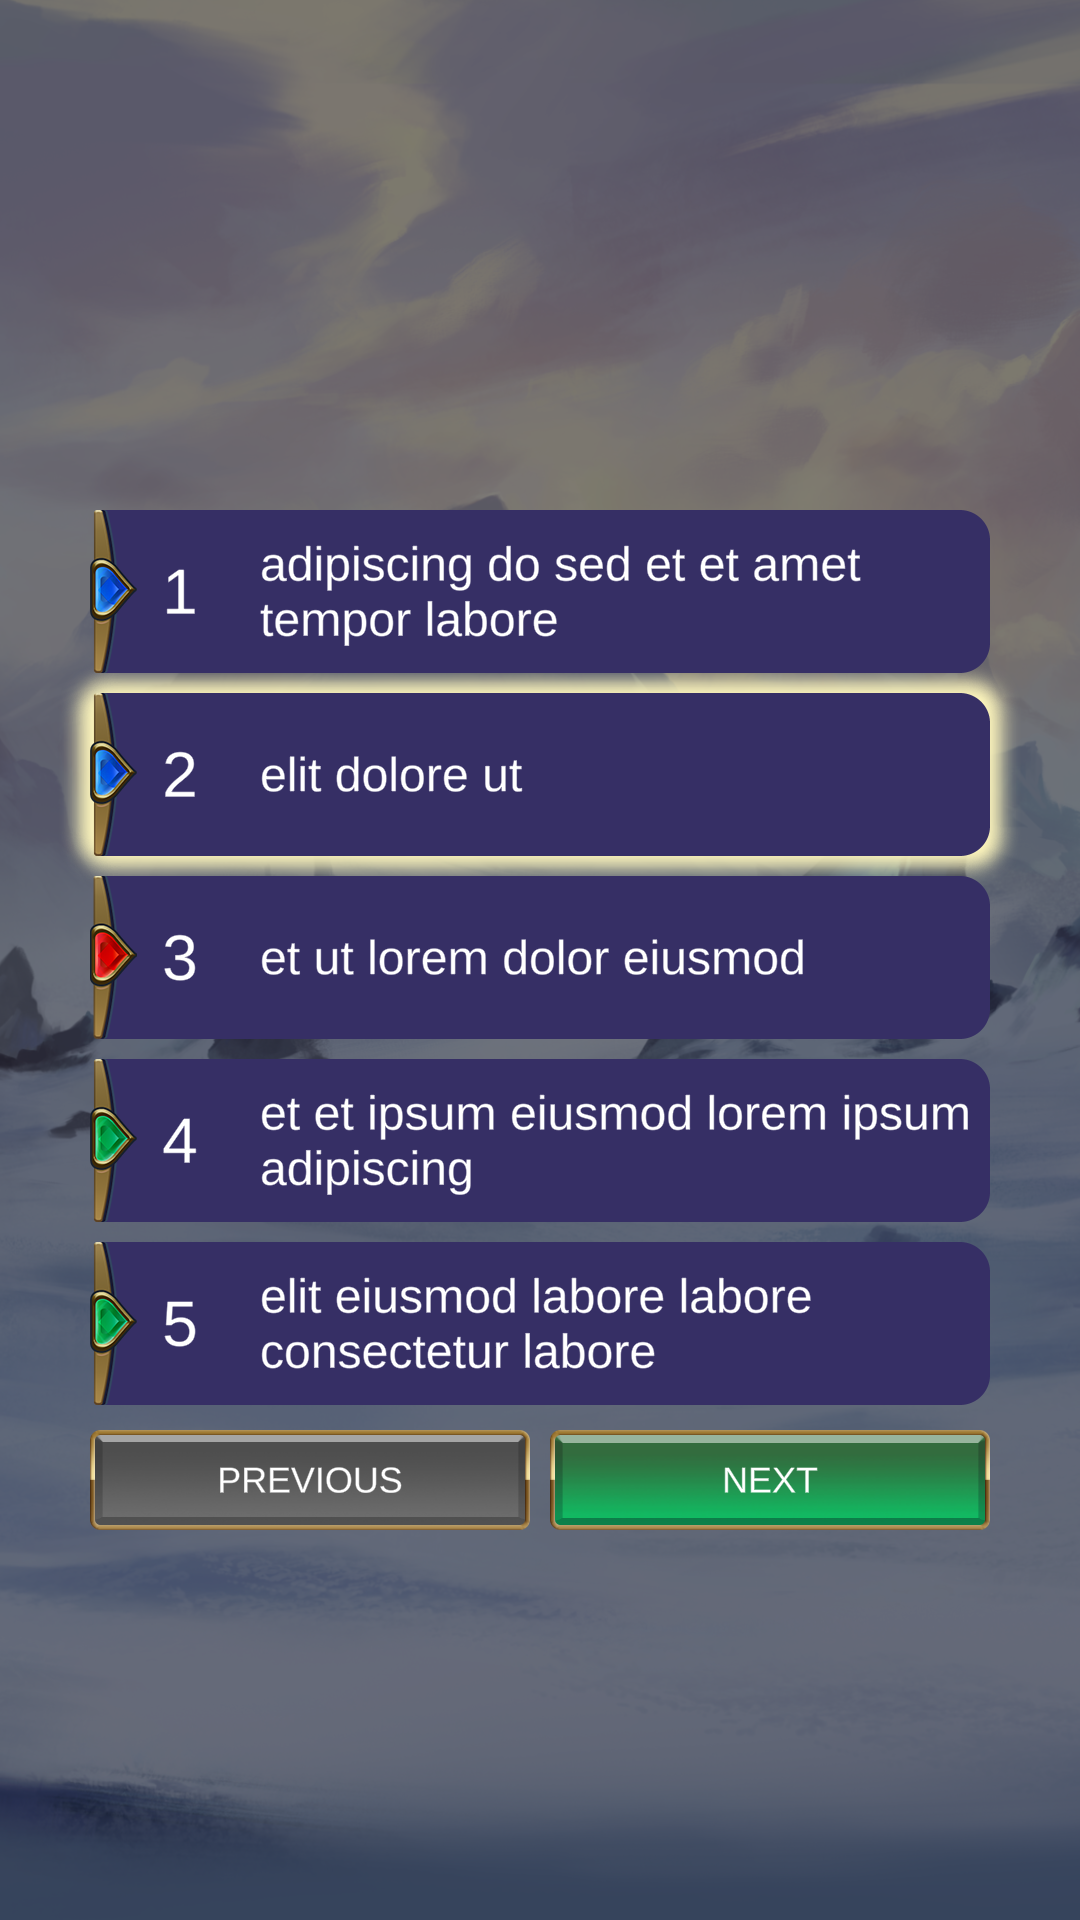 1
adipiscing do sed et et amet
tempor labore
2
elit dolore ut
3
et ut lorem dolor eiusmod
4
et et ipsum eiusmod lorem ipsum
adipiscing
5
elit eiusmod labore labore
consectetur labore
PREVIOUS
NEXT